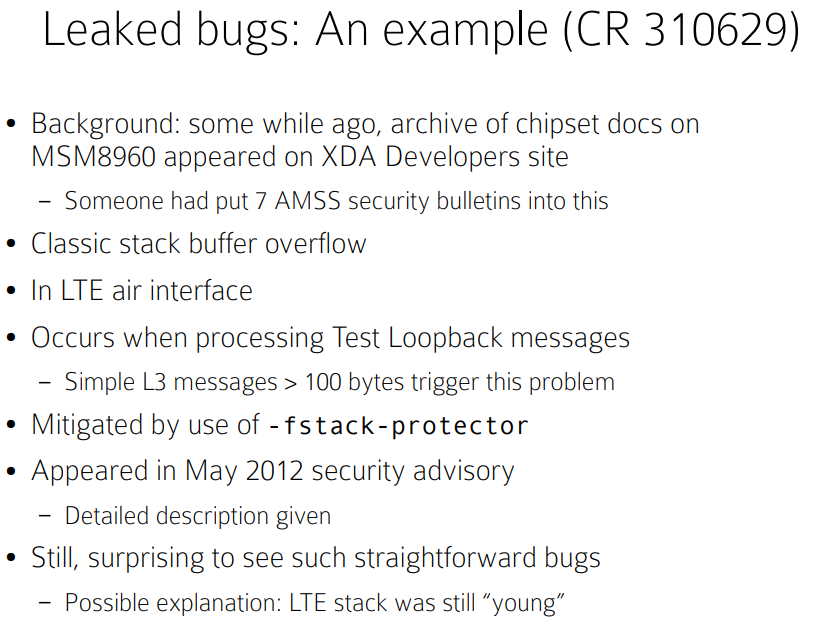 Leaked bugs: An example (CR 310629)
• Background: some while ago, archive of chipset docs on
MSM8960 appeared on XDA Developers site
– Someone had put 7 AMSS security bulletins into this
• Classic stack buffer overflow
• In LTE air interface
• Occurs when processing Test Loopback messages
– Simple L3 messages > 100 bytes trigger this problem
• Mitigated by use of -fstack-protector
• Appeared in May 2012 security advisory
– Detailed description given
• Still, surprising to see such straightforward bugs
– Possible explanation: LTE stack was still “young”